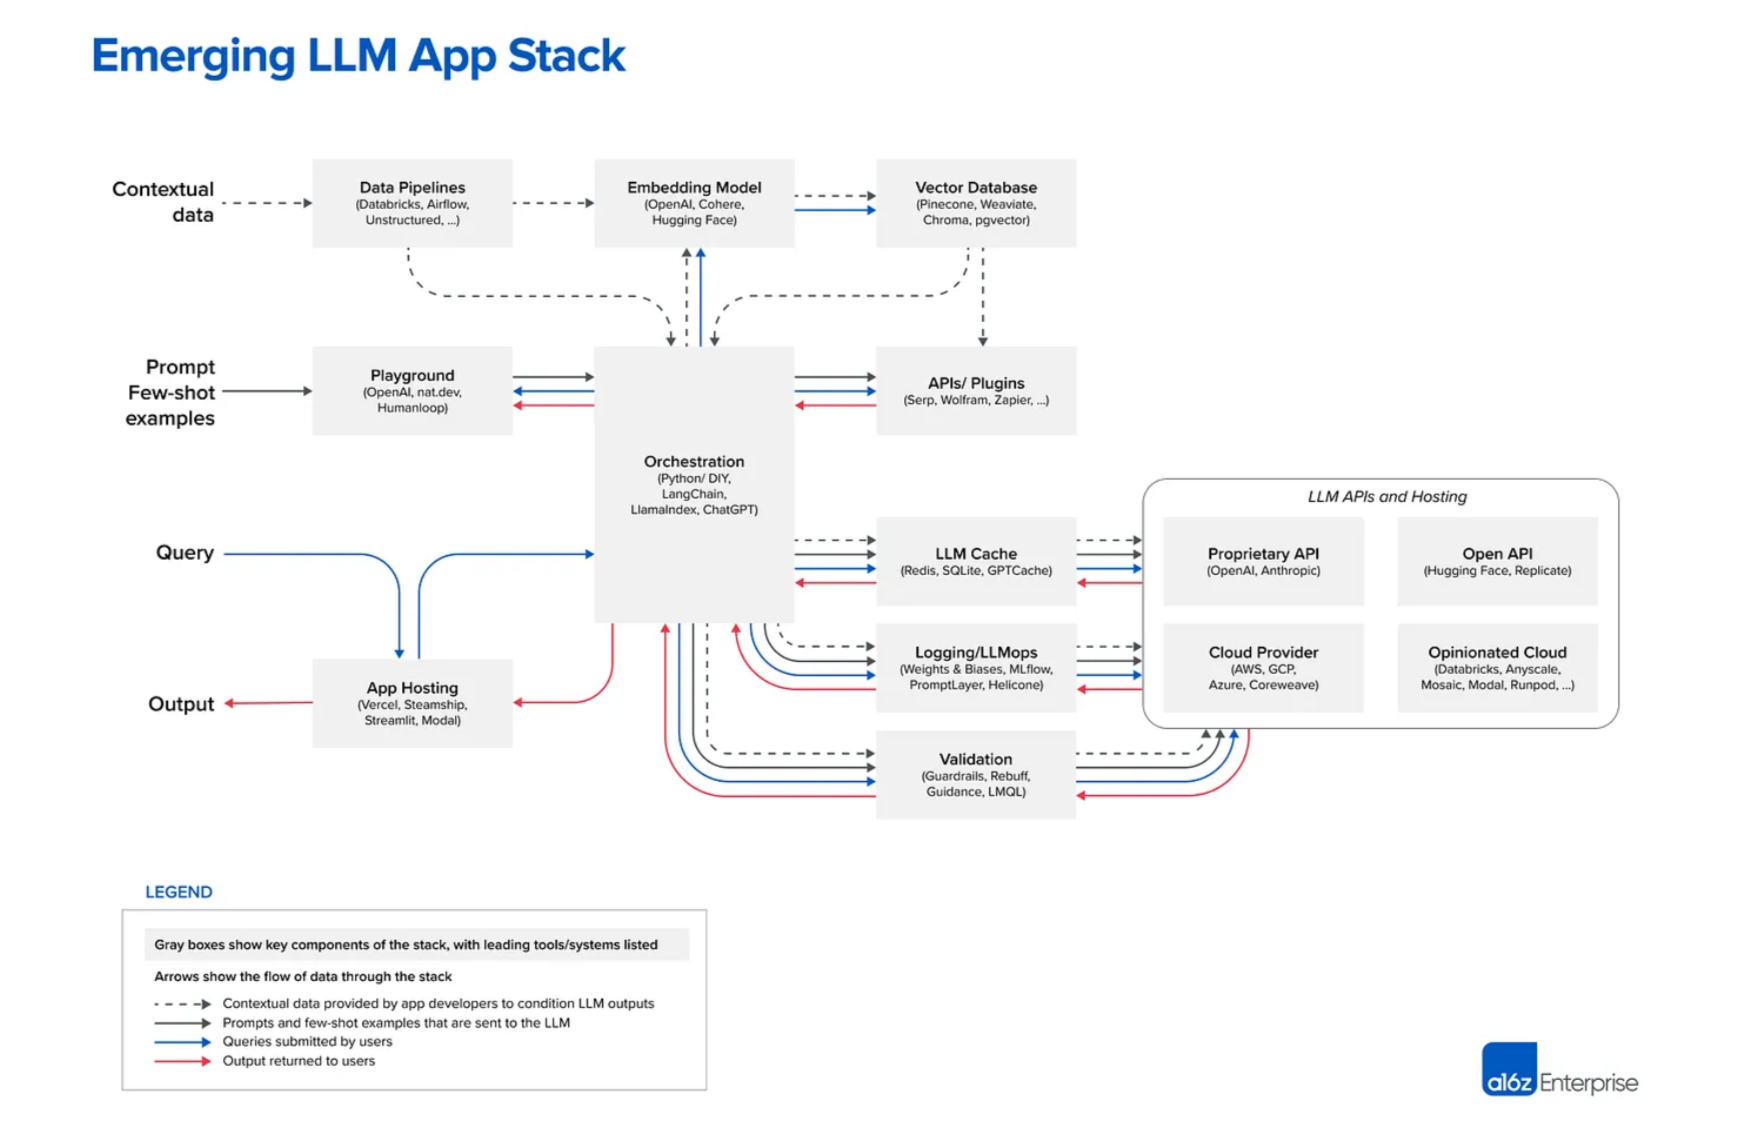 Emerging LLM App Stack
Contextual
data
Data Pipelines
(Databricks, Airflow,
Unstructured, ...)
Embedding Model
(OpenAI, Cohere,
Hugging Face)
Vector Database
(Pinecone, Weaviate,
Chroma, pgvector)
Prompt
Few-shot
examples
Playground
(OpenAI, nat.dev,
Humanloop)
Orchestration
(Python/ DIY,
LangChain,
LlamaIndex, ChatGPT)
APIs/ Plugins
(Serp, Wolfram, Zapier, ...)
Query
Output
App Hosting
(Vercel, Steamship,
Streamlit, Modal)
LLM Cache
(Redis, SQLite, GPTCache)
Logging/LLMops
(Weights & Biases, MLflow,
PromptLayer, Helicone)
Validation
(Guardrails, Rebuff,
Guidance, LMQL)
LLM APIs and Hosting
Proprietary API
(OpenAI, Anthropic)
Open API
(Hugging Face, Replicate)
Cloud Provider
(AWS, GCP,
Azure, Coreweave)
Opinionated Cloud
(Databricks, Anyscale,
Mosaic, Modal, Runpod, ...)
LEGEND
Gray boxes show key components of the stack, with leading tools/systems listed
Arrows show the flow of data through the stack
Contextual data provided by app developers to condition LLM outputs
Prompts and few-shot examples that are sent to the LLM
Queries submitted by users
Output returned to users
a16z Enterprise